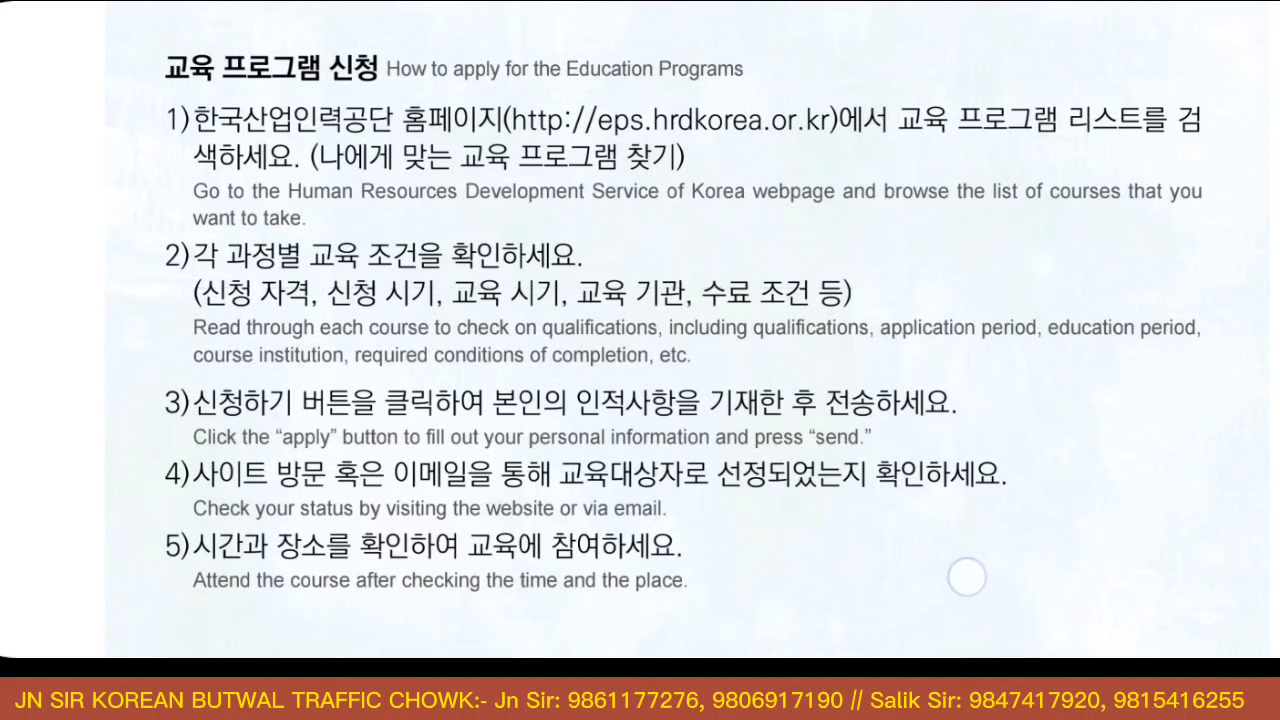 교육 프로그램 신청 How to apply for the Education Programs
1) 한국산업인력공단 홈페이지(http://eps.hrdkorea.or.kr)에서 교육 프로그램 리스트를 검
색하세요. (나에게 맞는 교육 프로그램 찾기)
Go to the Human Resources Development Service of Korea webpage and browse the list of courses that you
want to take.
2) 각 과정별 교육 조건을 확인하세요.
(신청 자격, 신청 시기, 교육 시기, 교육 기관, 수료 조건 등)
Read through each course to check on qualifications, including qualifications, application period, education period,
course institution, required conditions of completion, etc.
3) 신청하기 버튼을 클릭하여 본인의 인적사항을 기재한 후 전송하세요.
Click the “apply” button to fill out your personal information and press “send.”
4) 사이트 방문 혹은 이메일을 통해 교육대상자로 선정되었는지 확인하세요.
Check your status by visiting the website or via email.
5) 시간과 장소를 확인하여 교육에 참여하세요.
Attend the course after checking the time and the place.
JN SIR KOREAN BUTWAL TRAFFIC CHOWK:- Jn Sir: 9861177276, 9806917190 // Salik Sir: 9847417920, 9815416255